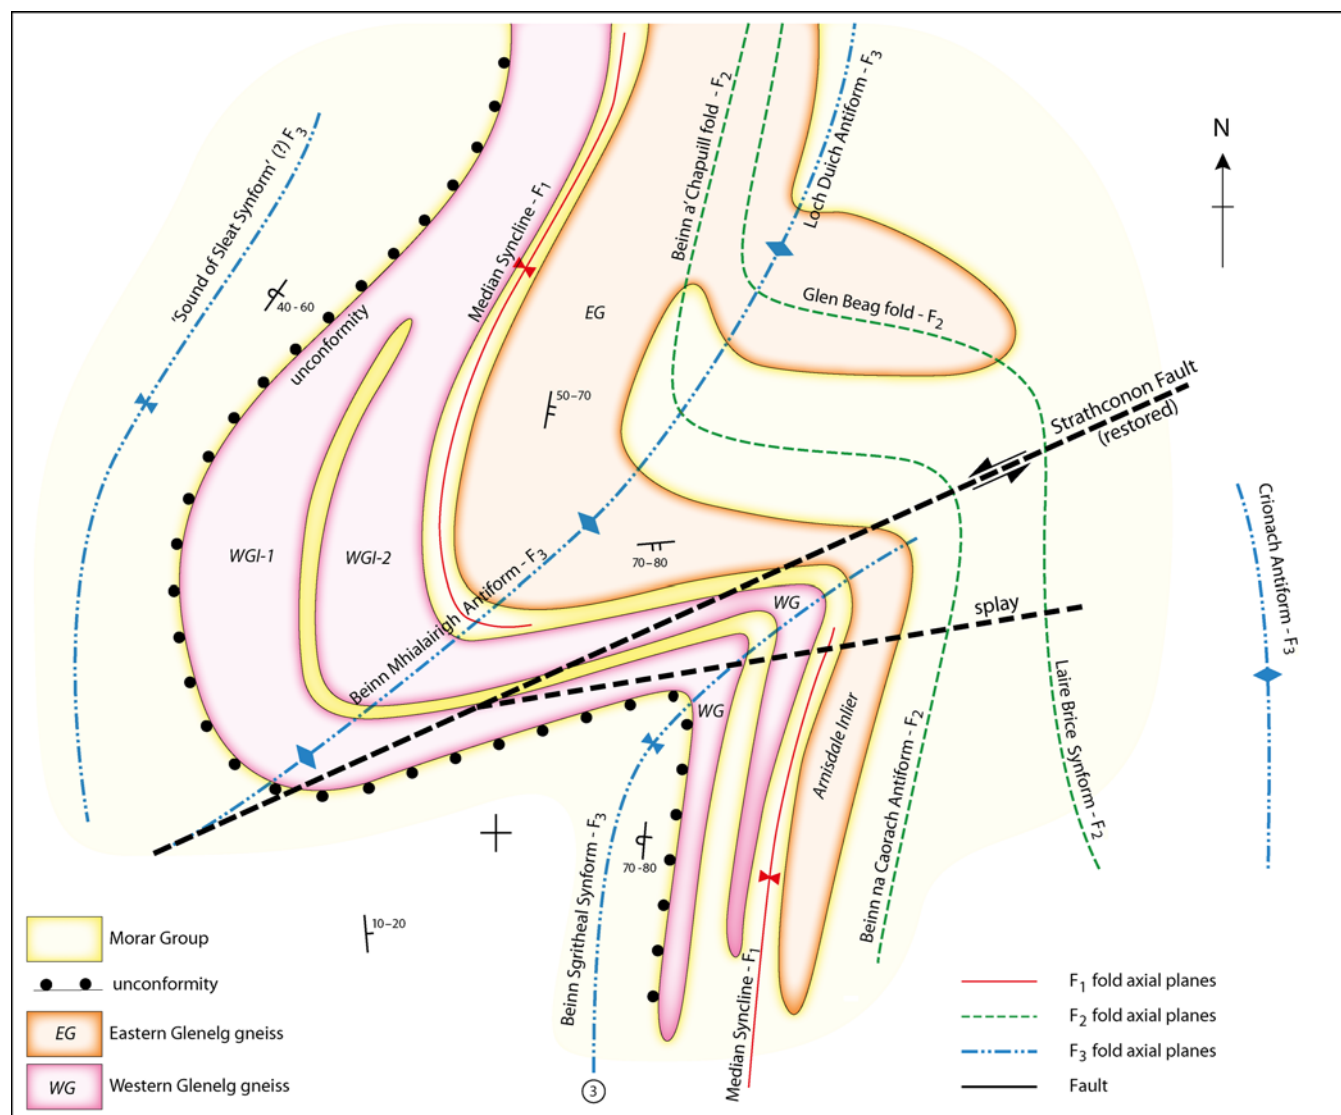 N
'Sound of Sleat Synform' (?) F3
40 - 60
unconformity
Median Syncline - F1
EG
Beinn a' Chapuill fold - F2
Loch Duich Antiform - F3
Glen Beag fold - F2
50–70
Strathconon Fault
(restored)
WGI-1
WGI-2
70–80
Beinn Mhialairigh Antiform - F3
WG
splay
Crionach Antiform - F3
WG
Arnisdale Inlier
Beinn na Caorach Antiform - F2
Laire Brice Synform - F2
Beinn Sgritheal Synform - F3
70-80
10–20
Median Syncline - F1
3
Morar Group
unconformity
EG Eastern Glenelg gneiss
WG Western Glenelg gneiss
F1 fold axial planes
F2 fold axial planes
F3 fold axial planes
Fault